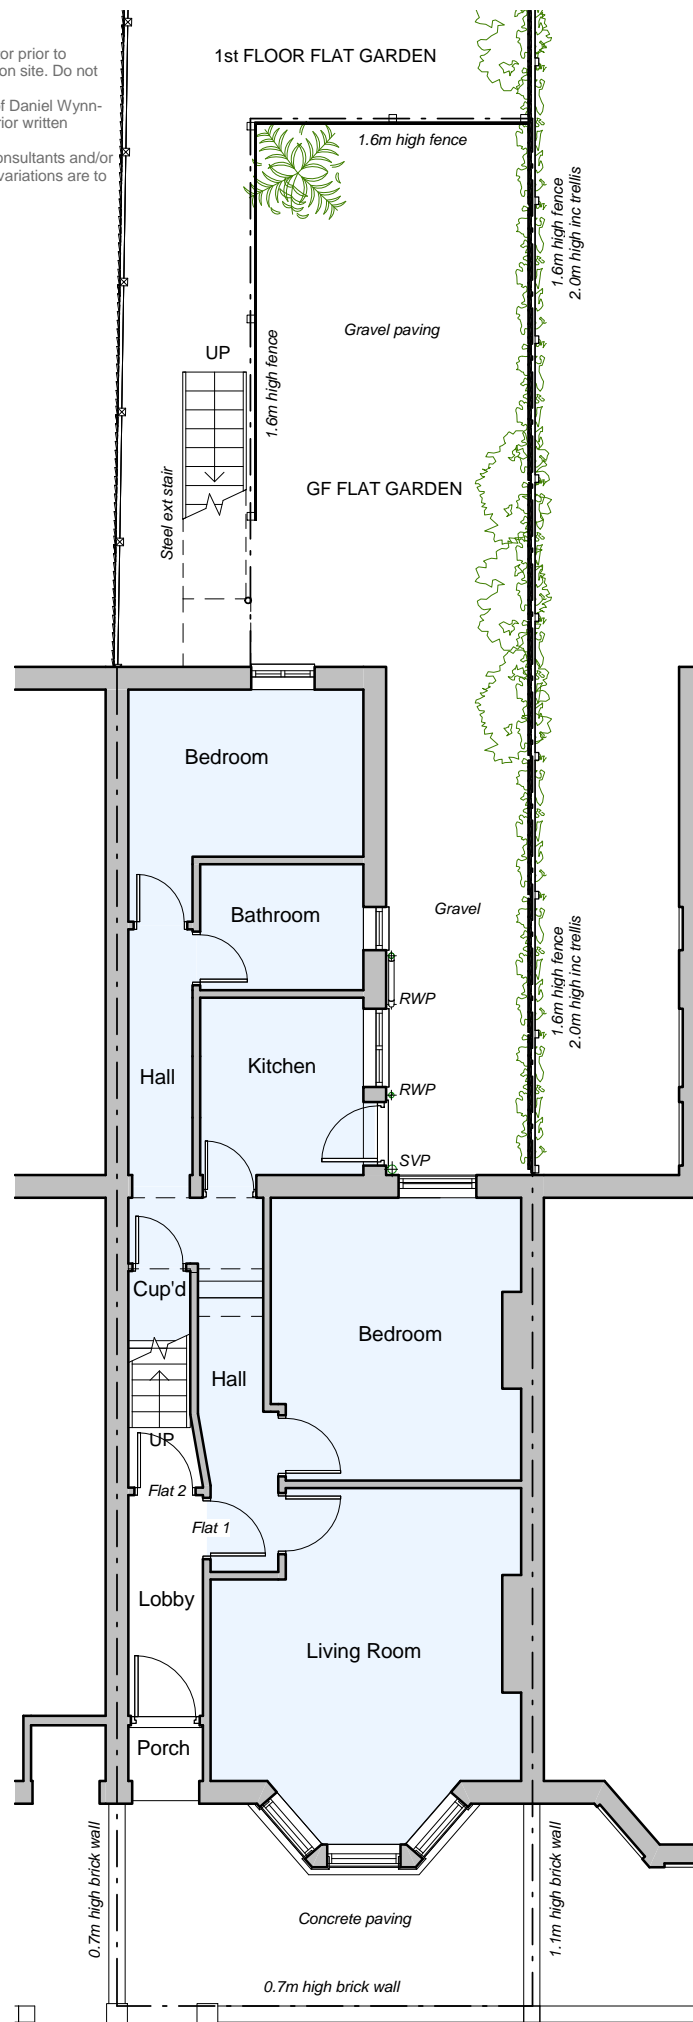 or prior to
on site. Do not
f Daniel Wynn-
rior written
onsultants and/or
variations are to
1st FLOOR FLAT GARDEN
1.6m high fence
1.6m high fence
2.0m high inc trellis
Gravel paving
UP
1.6m high fence
GF FLAT GARDEN
Steel ext stair
Bedroom
Bathroom
Gravel
1.6m high fence
2.0m high inc trellis
RWP
Kitchen
Hall
RWP
SVP
Cup'd
Bedroom
Hall
UP
Flat 2
Flat 1
Lobby
Living Room
Porch
0.7m high brick wall
1.1m high brick wall
Concrete paving
0.7m high brick wall